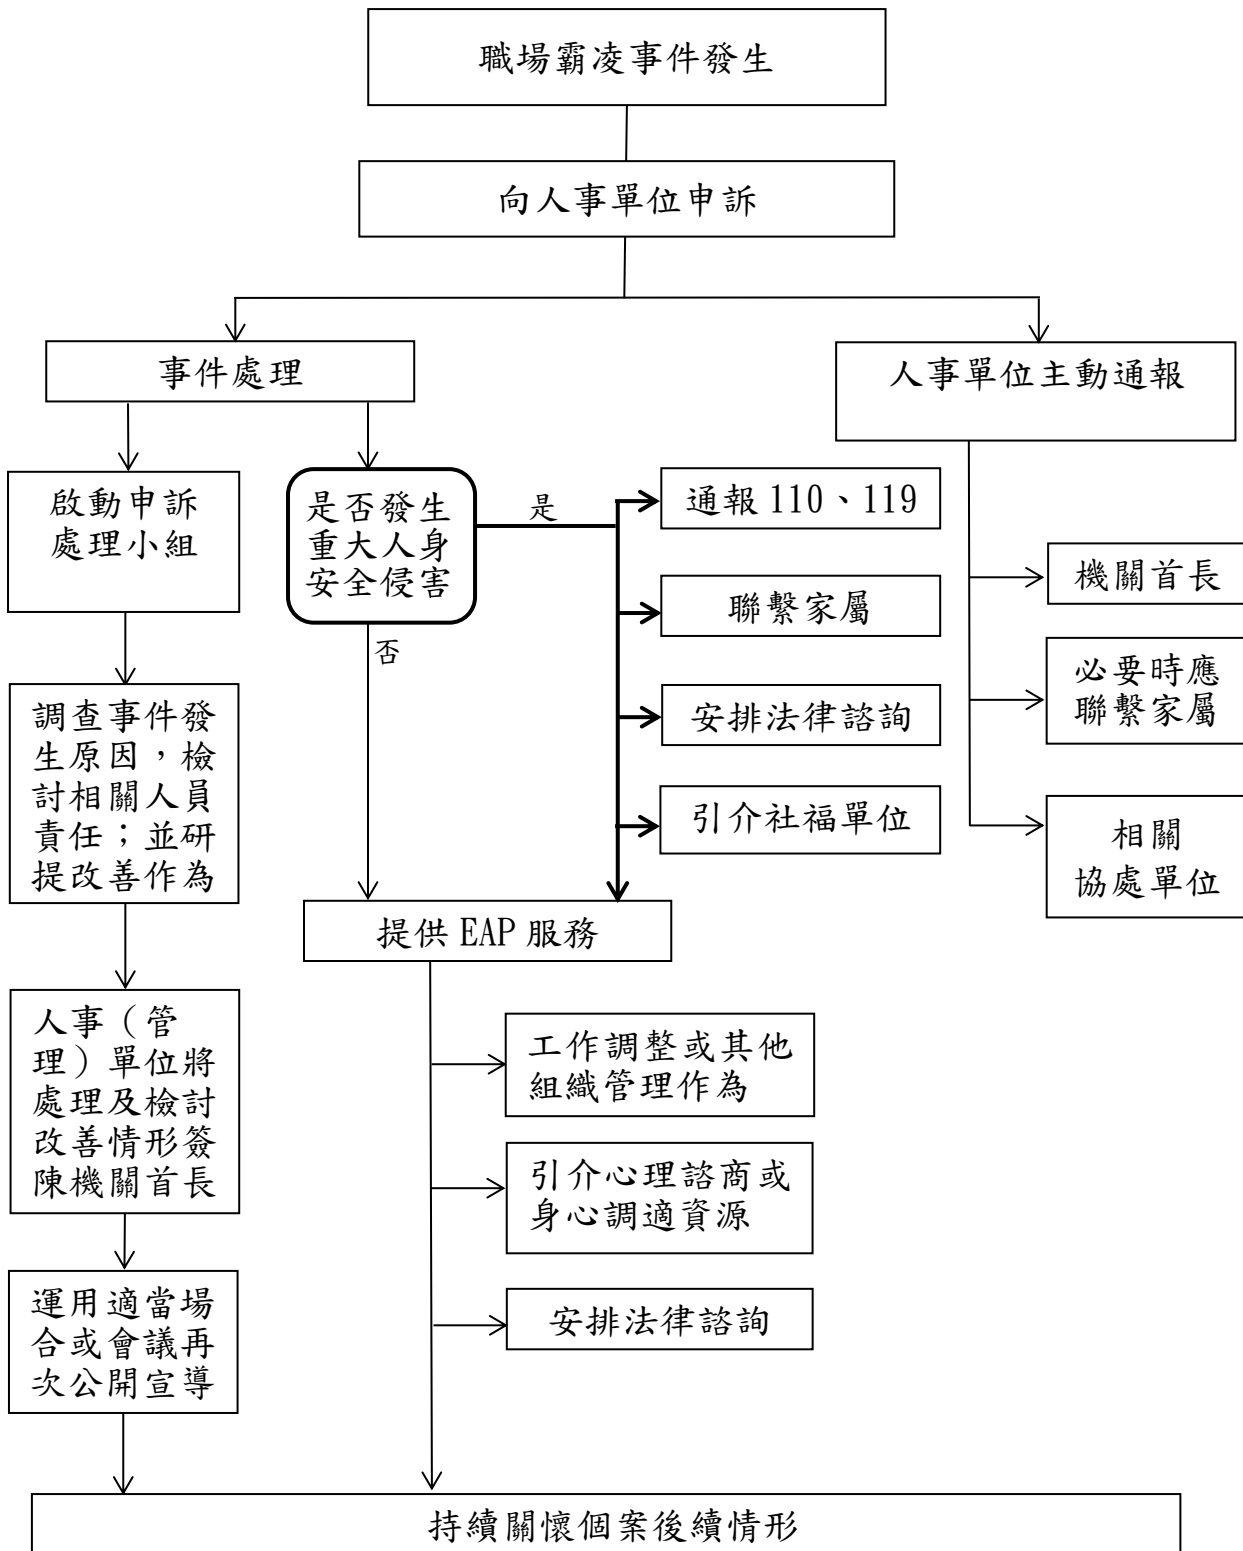 職場霸凌事件發生
向人事單位申訴
事件處理
人事單位主動通報
啟動申訴
處理小組
是否發生
重大人身
安全侵害
是
通報 110、119
機關首長
聯繫家屬
否
必要時應
聯繫家屬
調查事件發
生原因，檢
討相關人員
責任；並研
提改善作為
安排法律諮詢
引介社福單位
相關
協處單位
提供 EAP 服務
人事（管
理）單位將
處理及檢討
改善情形簽
陳機關首長
工作調整或其他
組織管理作為
引介心理諮商或
身心調適資源
運用適當場
合或會議再
次公開宣導
安排法律諮詢
持續關懷個案後續情形